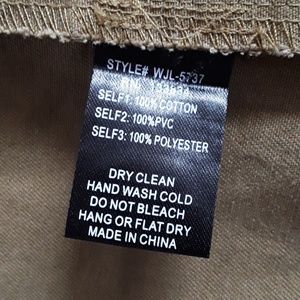 STYLE# WJL-5737
SELF1: 100% COTTON
SELF2: 100%PVC
SELF3: 100% POLYESTER
DRY CLEAN
HAND WASH COLD
DO NOT BLEACH
HANG OR FLAT DRY
MADE IN CHINA